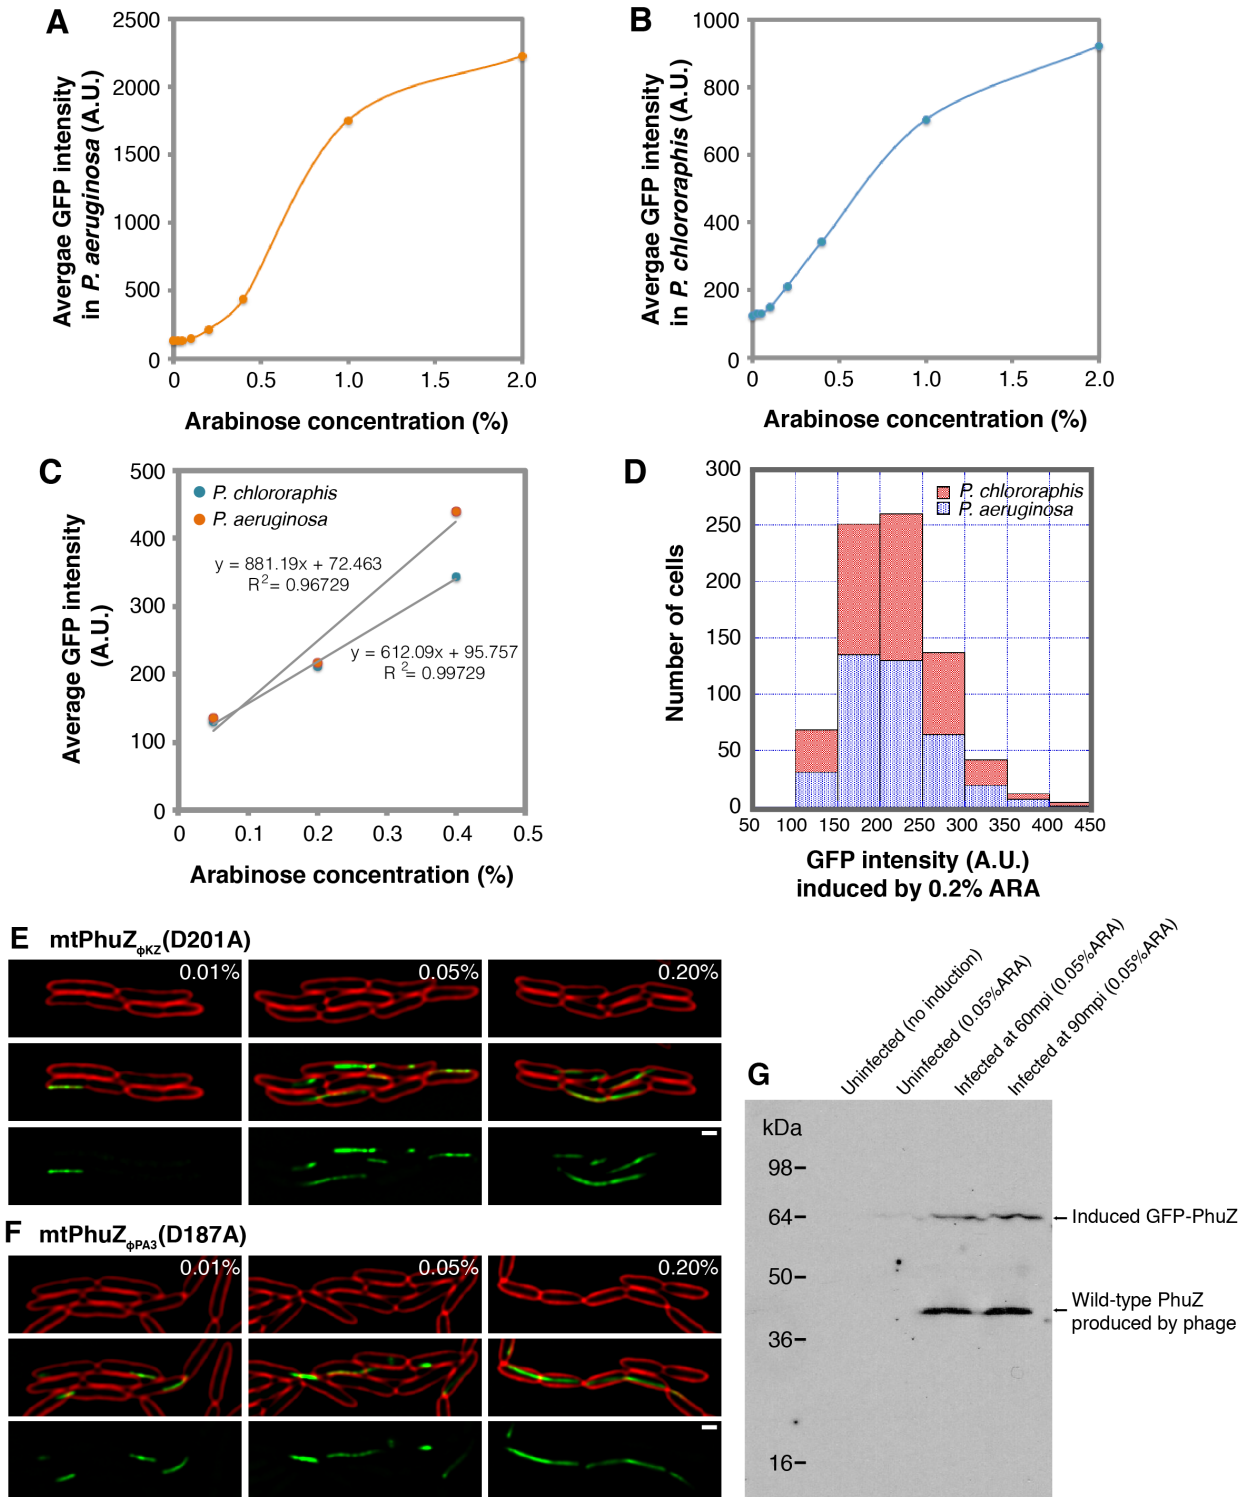 A
2500
2000
1500
1000
500
0
0
0.5
1.0
1.5
2.0
Avergae GFP intensity
in P. aeruginosa (A.U.)
Arabinose concentration (%)
B
1000
800
600
400
200
0
0
0.5
1.0
1.5
2.0
Avergae GFP intensity
in P. chlororaphis (A.U.)
Arabinose concentration (%)
C
500
400
300
200
100
0
0
0.1
0.2
0.3
0.4
0.5
P. chlororaphis
P. aeruginosa
y = 881.19x + 72.463
R2= 0.96729
y = 612.09x + 95.757
R2= 0.99729
Average GFP intensity
(A.U.)
Arabinose concentration (%)
D
300
250
200
150
100
50
0
50 100 150 200 250 300 350 400 450
P. chlororaphis
P. aeruginosa
Number of cells
GFP intensity (A.U.)
induced by 0.2% ARA
E mtPhuZϕKZ(D201A)
0.01%
0.05%
0.20%
F mtPhuZϕPA3(D187A)
0.01%
0.05%
0.20%
G
Uninfected (no induction)
Uninfected (0.05%ARA)
Infected at 60mpi (0.05%ARA)
Infected at 90mpi (0.05%ARA)
kDa
98
64
50
36
16
Induced GFP-PhuZ
Wild-type PhuZ
produced by phage